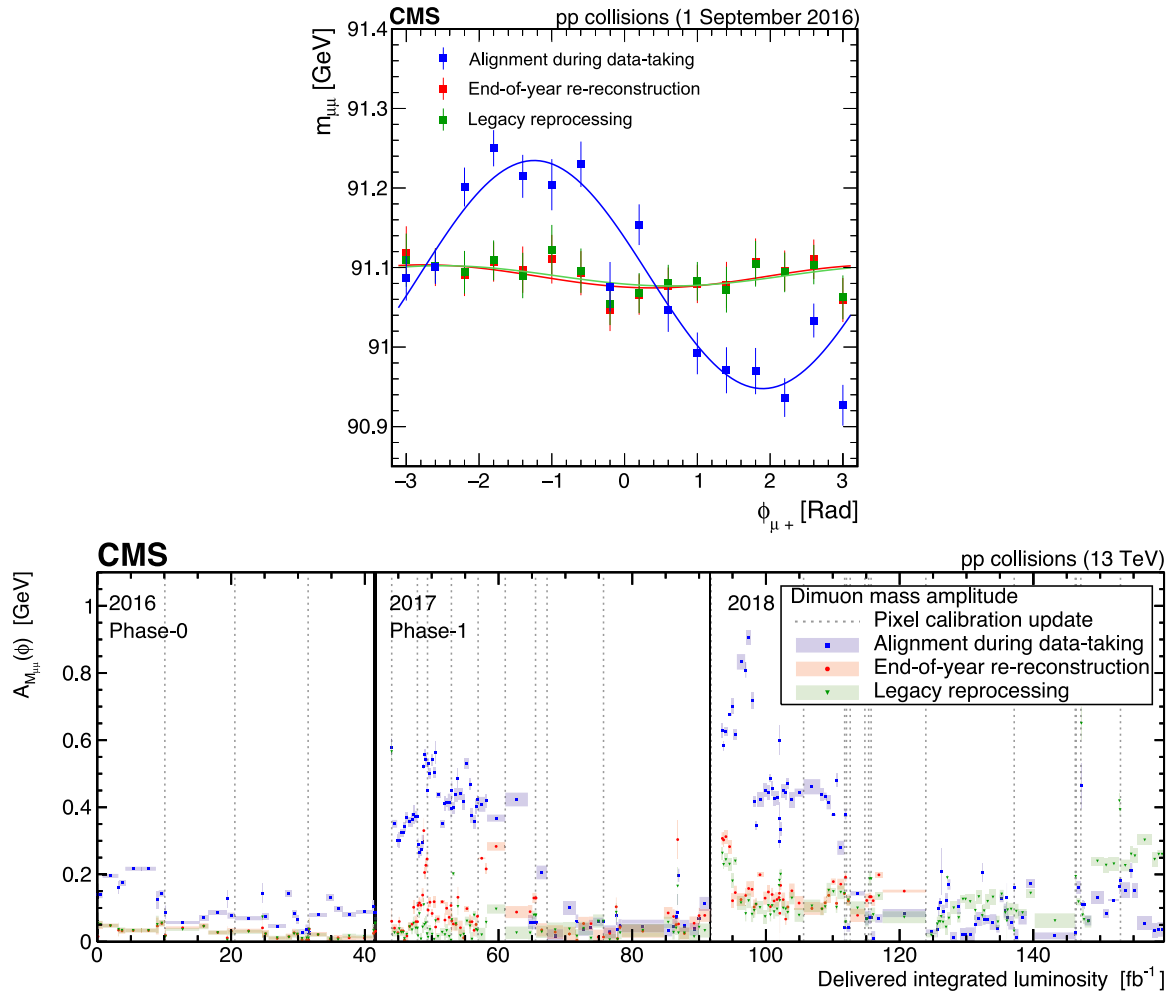 CMS pp collisions (1 September 2016)
91.4
91.3
91.2
91.1
91
90.9
m_μμ [GeV]
Alignment during data-taking
End-of-year re-reconstruction
Legacy reprocessing
−3 −2 −1 0 1 2 3
ϕ_μ+ [Rad]
CMS pp collisions (13 TeV)
A_Mμμ(ϕ) [GeV]
1
0.8
0.6
0.4
0.2
0
2016
Phase-0
2017
Phase-1
2018
Dimuon mass amplitude
Pixel calibration update
Alignment during data-taking
End-of-year re-reconstruction
Legacy reprocessing
0 20 40 60 80 100 120 140
Delivered integrated luminosity [fb⁻¹]